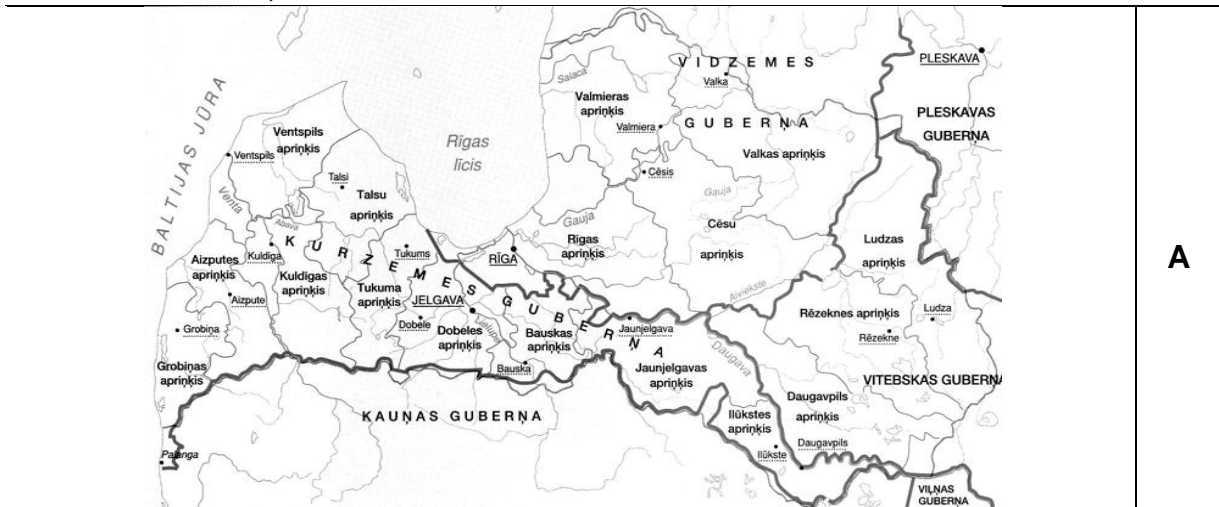 VIDZEMES
GUBERŅA
PLESKAVA
PLESKAVAS
GUBERŅA
Salaca
Valka
Valmieras
apriņķis
Valmiera
Valkas apriņķis
Cēsis
Gauja
BALTIJAS JŪRA
Rīgas
līcis
Ventspils
apriņķis
Ventspils
Talsi
Talsu
apriņķis
Venta
Abava
Gauja
Rīgas
apriņķis
Cēsu
apriņķis
Ludzas
apriņķis
A
KURZEMES GUBERŅA
Kuldīga
Tukums
RĪGA
Aizputes
apriņķis
Aizpute
Kuldīgas
apriņķis
Tukuma
apriņķis
JELGAVA
Aiviekste
Grobiņa
Dobele
Dobeles
apriņķis
Lielupe
Bauskas
apriņķis
Jaunjelgava
Rēzeknes apriņķis
Ludza
Rēzekne
Grobiņas
apriņķis
Bauska
Jaunjelgavas
apriņķis
Daugava
VITEBSKAS GUBERŅA
KAUŅAS GUBERŅA
Ilūkstes
apriņķis
Daugavpils
apriņķis
Ilūkste
Daugavpils
Palanga
VIĻŅAS
GUBERŅA